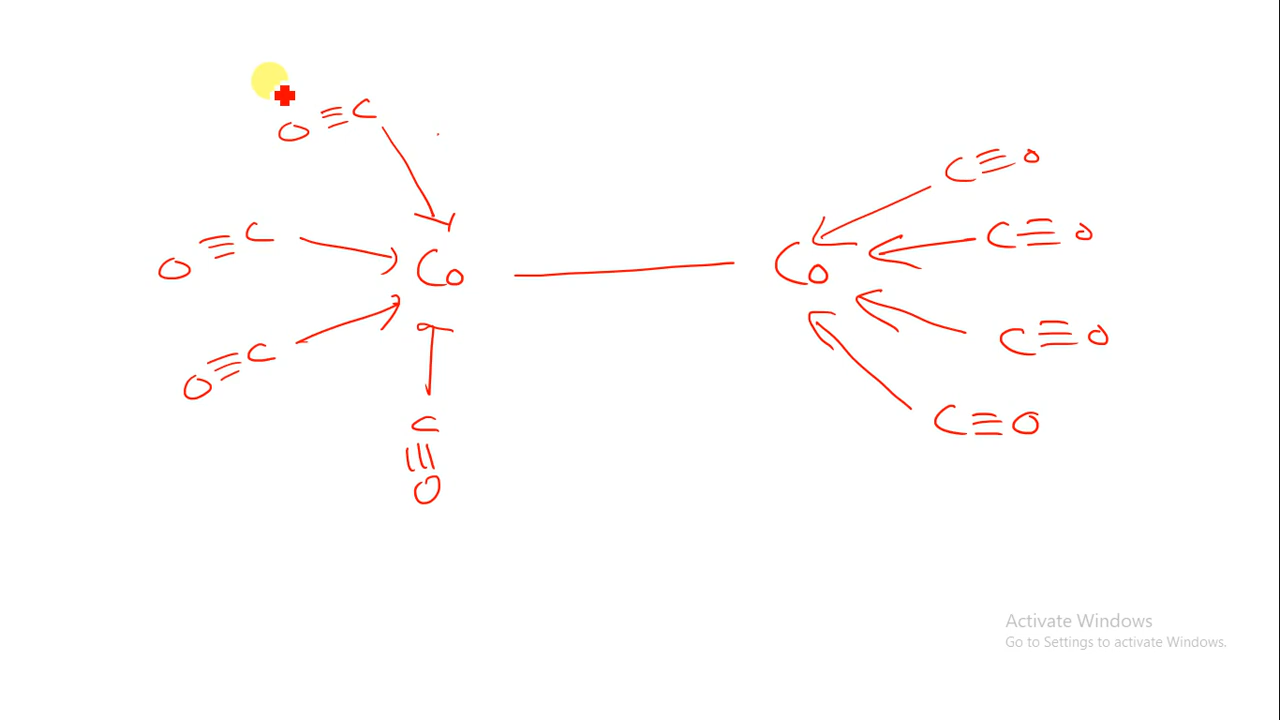 O≡C
C≡O
O≡C
C≡O
Co — Co
O≡C
C≡O
C
≡
O
C≡O
Activate Windows
Go to Settings to activate Windows.